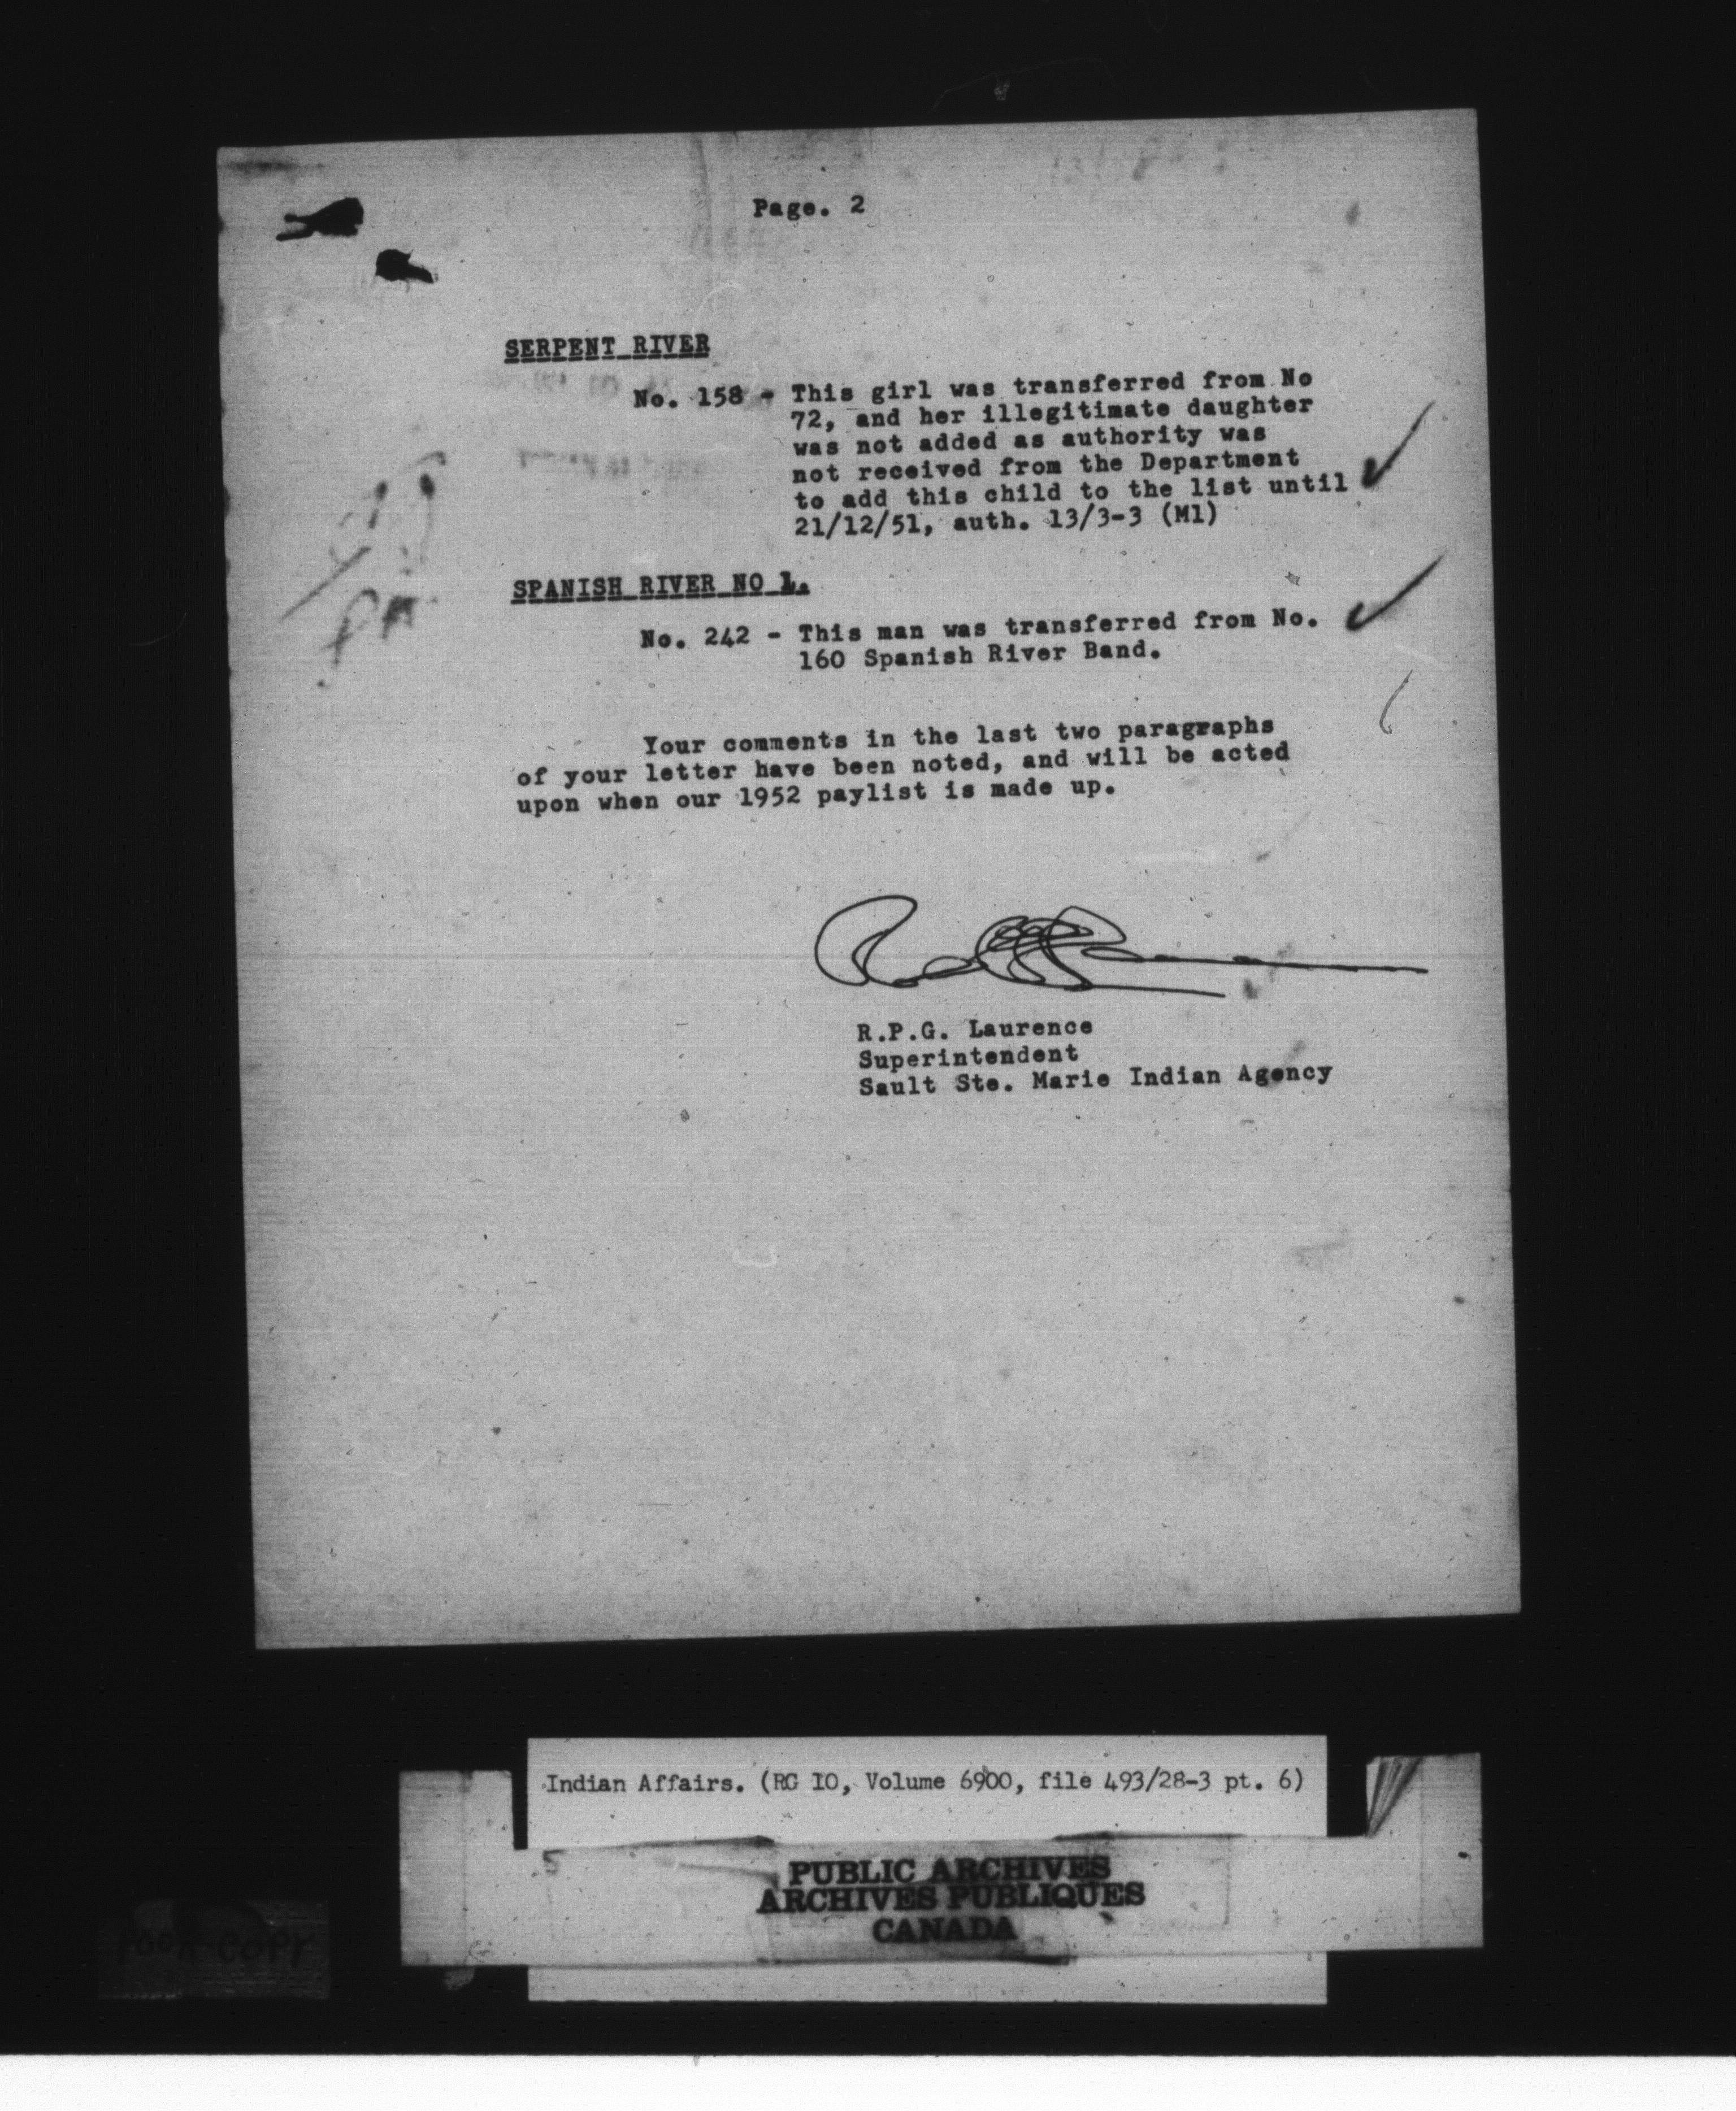 Page. 2
SERPENT RIVER
No. 158 - This girl was transferred from No
72, and her illegitimate daughter
was not added as authority was
not received from the Department
to add this child to the list until
21/12/51, auth. 13/3-3 (M1)
SPANISH RIVER NO 1.
No. 242 - This man was transferred from No.
160 Spanish River Band.
Your comments in the last two paragraphs
of your letter have been noted, and will be acted
upon when our 1952 paylist is made up.
R.P.G. Laurence
Superintendent
Sault Ste. Marie Indian Agency
Indian Affairs. (RG 10, Volume 6900, file 493/28-3 pt. 6)
5
PUBLIC ARCHIVES
ARCHIVES PUBLIQUES
CANADA
POOR COPY